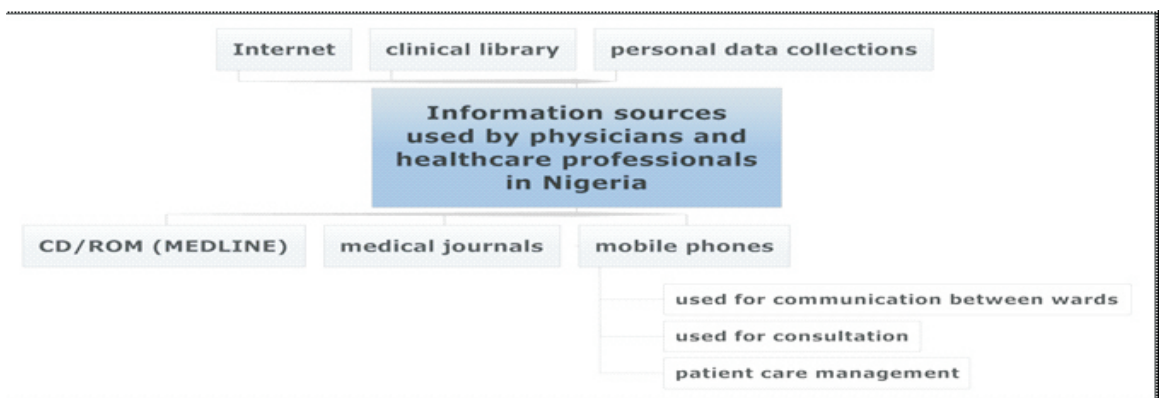 Internet
clinical library
personal data collections
Information sources
used by physicians and
healthcare professionals
in Nigeria
CD/ROM (MEDLINE)
medical journals
mobile phones
used for communication between wards
used for consultation
patient care management